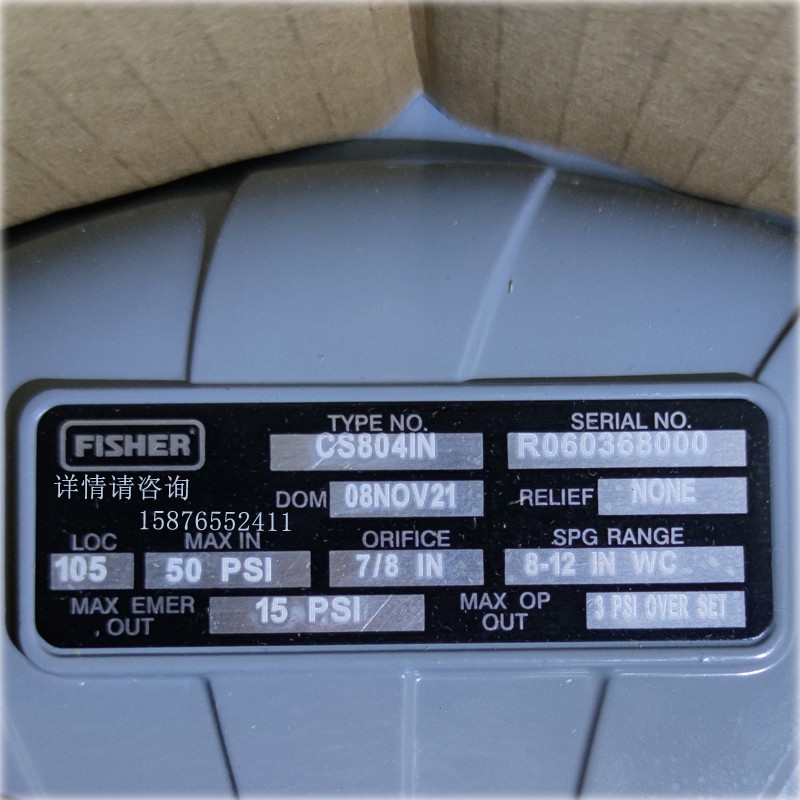 FISHER
TYPE NO.
CS804IN
SERIAL NO.
R060368000
详情请咨询
15876552411
DOM 08NOV21
RELIEF NONE
LOC
105
MAX IN
50 PSI
ORIFICE
7/8 IN
SPG RANGE
8-12 IN WC
MAX EMER
OUT
15 PSI
MAX OP
OUT
3 PSI OVER SET